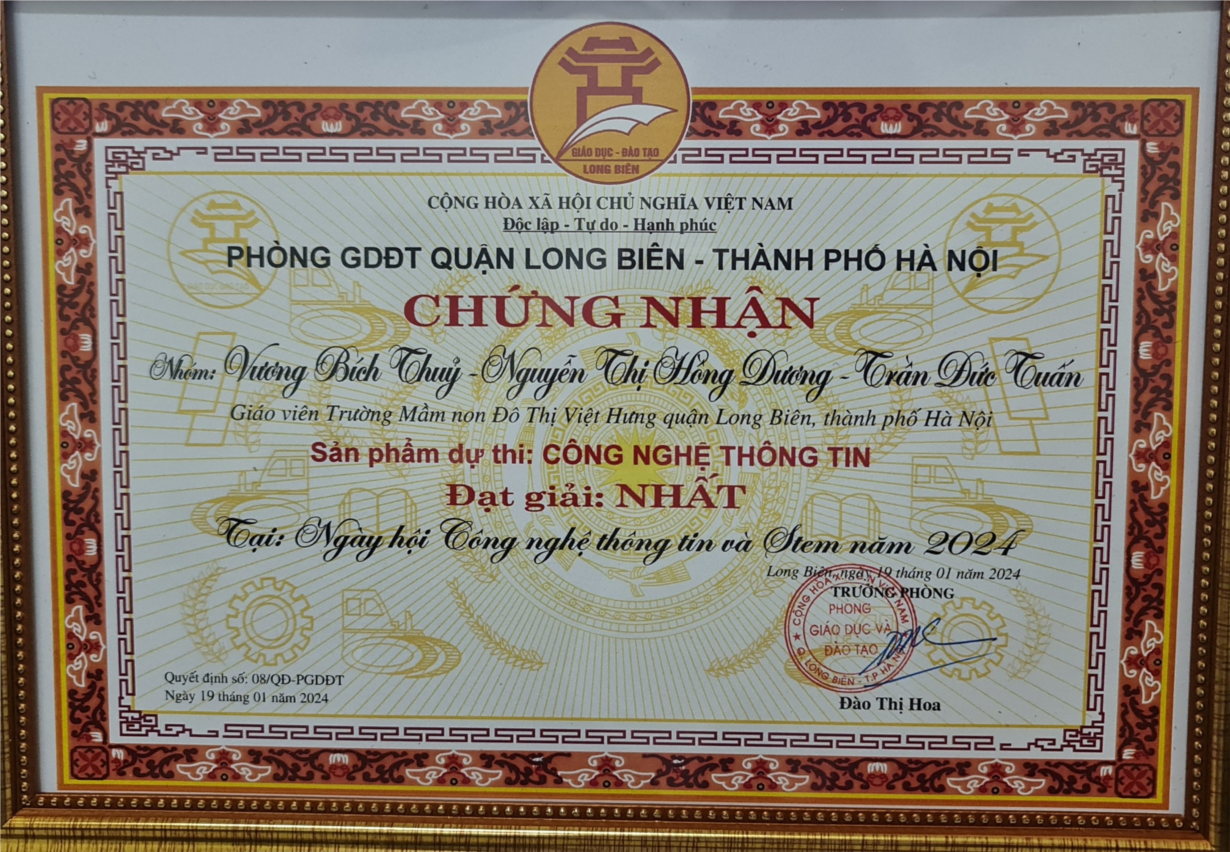 GIÁO DỤC - ĐÀO TẠO
LONG BIÊN
CỘNG HÒA XÃ HỘI CHỦ NGHĨA VIỆT NAM
Độc lập - Tự do - Hạnh phúc
PHÒNG GDĐT QUẬN LONG BIÊN - THÀNH PHỐ HÀ NỘI
CHỨNG NHẬN
Nhóm: Vương Bích Thuỷ - Nguyễn Thị Hồng Dương - Trần Đức Tuấn
Giáo viên Trường Mầm non Đô Thị Việt Hưng quận Long Biên, thành phố Hà Nội
Sản phẩm dự thi: CÔNG NGHỆ THÔNG TIN
Đạt giải: NHẤT
Tại: Ngày hội Công nghệ thông tin và Stem năm 2024
Long Biên, ngày 19 tháng 01 năm 2024
TRƯỞNG PHÒNG
PHÒNG
GIÁO DỤC VÀ
ĐÀO TẠO
Q. LONG BIÊN - T.P HÀ NỘI
Quyết định số: 08/QĐ-PGDĐT
Ngày 19 tháng 01 năm 2024
Đào Thị Hoa